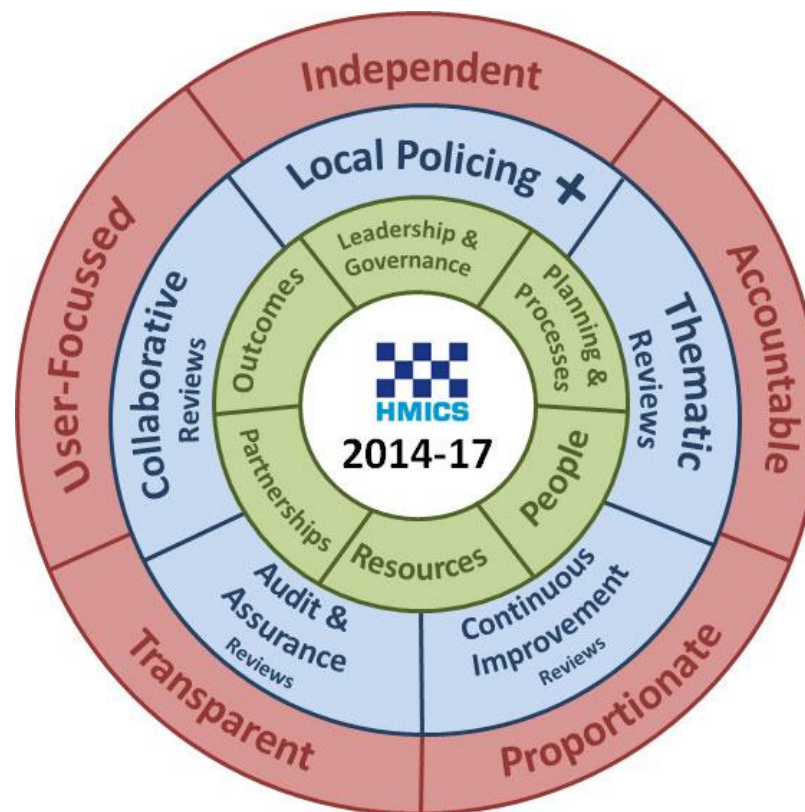 Independent
Accountable
Proportionate
Transparent
User-Focussed
Local Policing +
Thematic
Reviews
Continuous
Improvement
Reviews
Audit &
Assurance
Reviews
Collaborative
Reviews
Leadership &
Governance
Planning &
Processes
People
Resources
Partnerships
Outcomes
HMICS
2014-17